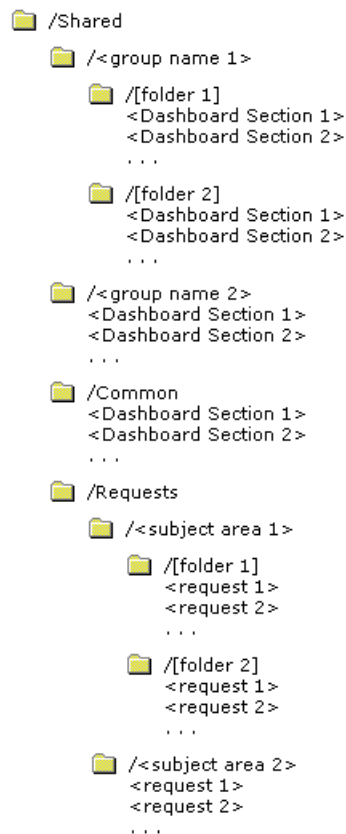 /Shared
/<group name 1>
/[folder 1]
<Dashboard Section 1>
<Dashboard Section 2>
. . .
/[folder 2]
<Dashboard Section 1>
<Dashboard Section 2>
. . .
/<group name 2>
<Dashboard Section 1>
<Dashboard Section 2>
. . .
/Common
<Dashboard Section 1>
<Dashboard Section 2>
. . .
/Requests
/<subject area 1>
/[folder 1]
<request 1>
<request 2>
. . .
/[folder 2]
<request 1>
<request 2>
. . .
/<subject area 2>
<request 1>
<request 2>
. . .